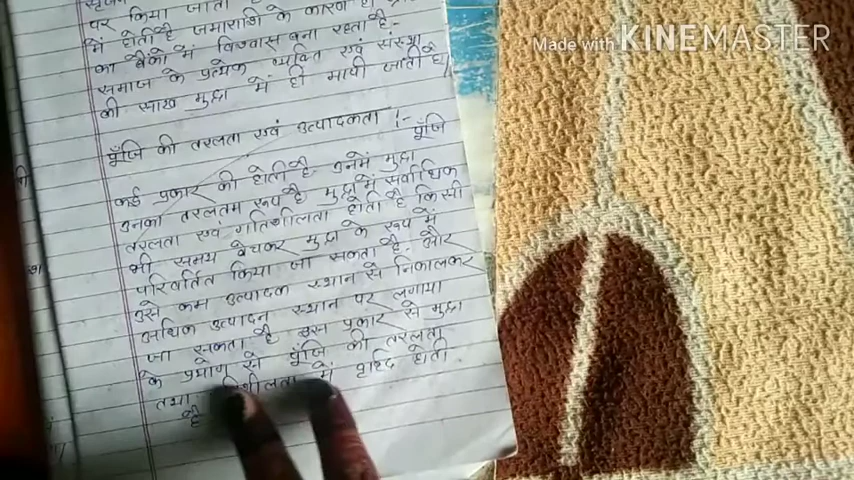 पर किया जाता
में होती है जमाराशि के कारण ही
का बैंको में विश्वास बना रहता है-
समाज के प्रत्येक व्यक्ति एवं संस्था
की साख मुद्रा में ही मापी जाती है।
पूँजि की तरलता एवं उत्पादकता !- पूँजि
कई प्रकार की होती है. उनमें मुद्रा
उनका तरलतम रूप है मुद्रा में सर्वाधिक
तरलता एवं गतिशीलता होती है किसी
भी समय बेचकर मुद्रा के रूप में
परिवर्तित किया जा सकता है. और
उसे कम उत्पादक स्थान से निकालकर
अधिक उत्पादन स्थान पर लगाया
जा सकता है इस प्रकार से मुद्रा
के प्रमाण से पूंजि की तरलता
तथा में वृद्दि होती
है
Made with KINEMASTER